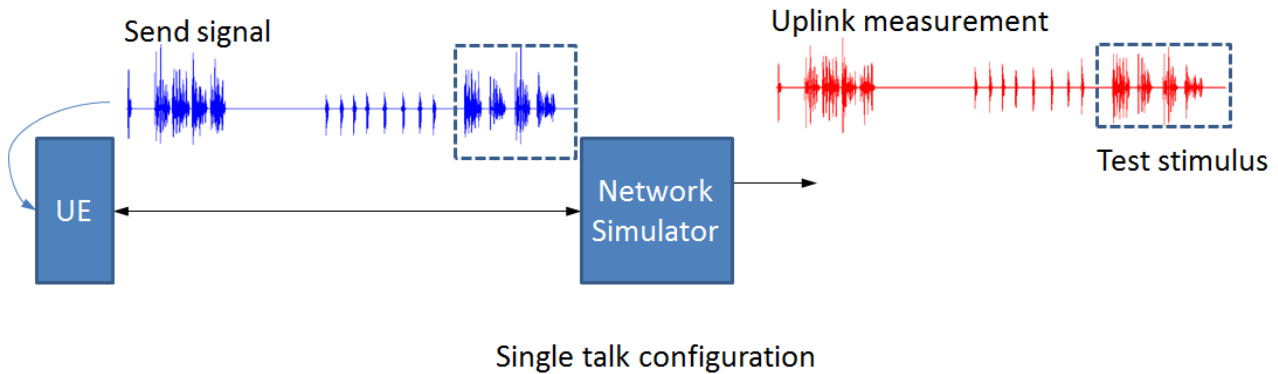 Send signal
Uplink measurement
UE
Network
Simulator
Test stimulus
Single talk configuration